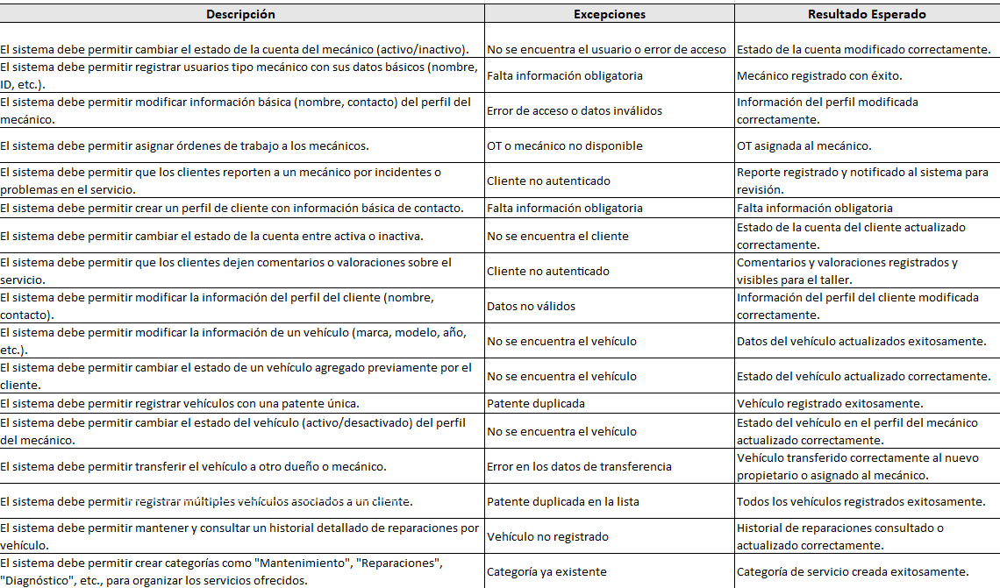 Descripción	Excepciones	Resultado Esperado
El sistema debe permitir cambiar el estado de la cuenta del mecánico (activo/inactivo).	No se encuentra el usuario o error de acceso	Estado de la cuenta modificado correctamente.
El sistema debe permitir registrar usuarios tipo mecánico con sus datos básicos (nombre,
ID, etc.).
Falta información obligatoria
Mecánico registrado con éxito.
El sistema debe permitir modificar información básica (nombre, contacto) del perfil del
mecánico.
Error de acceso o datos inválidos
Información del perfil modificada
correctamente.
El sistema debe permitir asignar órdenes de trabajo a los mecánicos.	OT o mecánico no disponible	OT asignada al mecánico.
El sistema debe permitir que los clientes reporten a un mecánico por incidentes o
problemas en el servicio.
Cliente no autenticado
Reporte registrado y notificado al sistema para
revisión.
El sistema debe permitir crear un perfil de cliente con información básica de contacto.	Falta información obligatoria	Falta información obligatoria
El sistema debe permitir cambiar el estado de la cuenta entre activa o inactiva.
No se encuentra el cliente
Estado de la cuenta del cliente actualizado
correctamente.
El sistema debe permitir que los clientes dejen comentarios o valoraciones sobre el
servicio.
Cliente no autenticado
Comentarios y valoraciones registrados y
visibles para el taller.
El sistema debe permitir modificar la información del perfil del cliente (nombre,
contacto).
Datos no válidos
Información del perfil del cliente modificada
correctamente.
El sistema debe permitir modificar la información de un vehículo (marca, modelo, año,
etc.).
No se encuentra el vehículo
Datos del vehículo actualizados exitosamente.
El sistema debe permitir cambiar el estado de un vehículo agregado previamente por el
cliente.
No se encuentra el vehículo
Estado del vehículo actualizado correctamente.
El sistema debe permitir registrar vehículos con una patente única.	Patente duplicada	Vehículo registrado exitosamente.
El sistema debe permitir cambiar el estado del vehículo (activo/desactivado) del perfil
del mecánico.
No se encuentra el vehículo
Estado del vehículo en el perfil del mecánico
actualizado correctamente.
El sistema debe permitir transferir el vehículo a otro dueño o mecánico.
Error en los datos de transferencia
Vehículo transferido correctamente al nuevo
propietario o asignado al mecánico.
El sistema debe permitir registrar múltiples vehículos asociados a un cliente.	Patente duplicada en la lista	Todos los vehículos registrados exitosamente.
El sistema debe permitir mantener y consultar un historial detallado de reparaciones por
vehículo.
Vehículo no registrado
Historial de reparaciones consultado o
actualizado correctamente.
El sistema debe permitir crear categorías como "Mantenimiento", "Reparaciones",
"Diagnóstico", etc., para organizar los servicios ofrecidos.
Categoría ya existente
Categoría de servicio creada exitosamente.